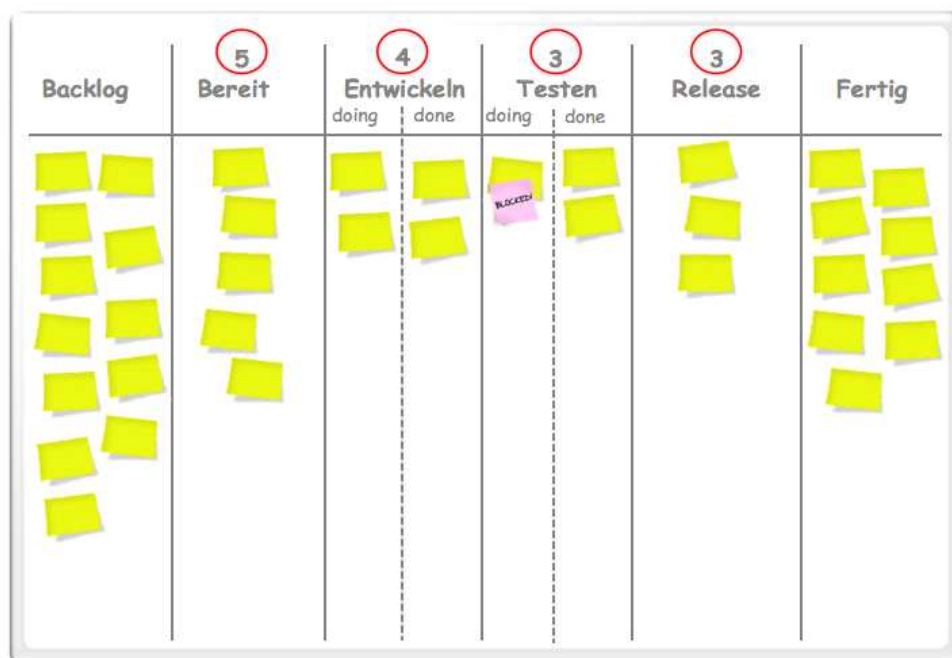 5
4
3
3
Backlog
Bereit
Entwickeln
Testen
Release
Fertig
doing
done
doing
done
BLOCKED!